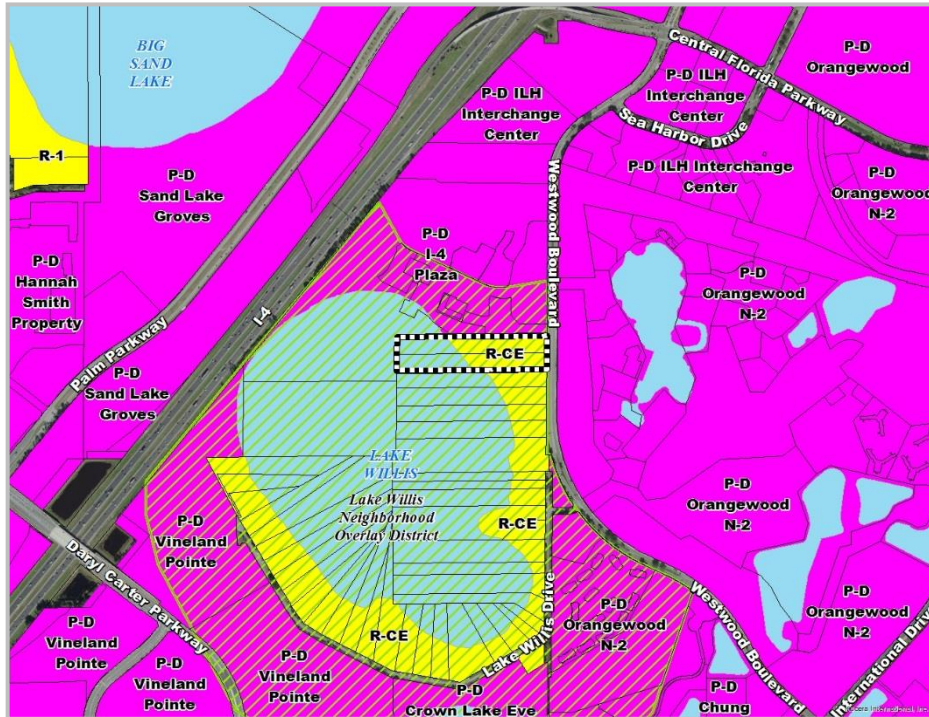 BIG
SAND
LAKE
Central Florida Parkway
P-D
Orangewood
P-D ILH
Interchange
Center
P-D ILH
Interchange
Center
Sea Harbor Drive
R-1
P-D
Sand Lake
Groves
Westwood Boulevard
P-D ILH Interchange
Center
P-D
Orangewood
N-2
P-D
I-4
Plaza
P-D
Hannah
Smith
Property
P-D
Orangewood
N-2
I-4
Palm Parkway
R-CE
P-D
Sand Lake
Groves
LAKE
WILLIS
Lake Willis
Neighborhood
Overlay District
P-D
Orangewood
N-2
R-CE
P-D
Vineland
Pointe
Daryl Carter Parkway
P-D
Orangewood
N-2
P-D
Orangewood
N-2
Westwood Boulevard
International Drive
P-D
Vineland
Pointe
R-CE
Lake Willis Drive
P-D
Vineland
Pointe
P-D
Vineland
Pointe
P-D
Crown Lake Eve
P-D
Chung